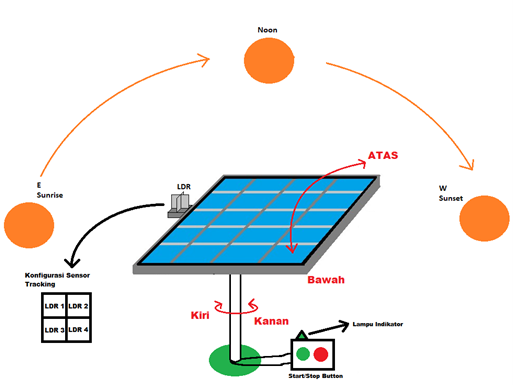 Noon
ATAS
E
Sunrise
LDR
W
Sunset
Konfigurasi Sensor
Tracking
LDR 1
LDR 2
LDR 3
LDR 4
Bawah
Kiri
Kanan
Lampu Indikator
Start/Stop Button